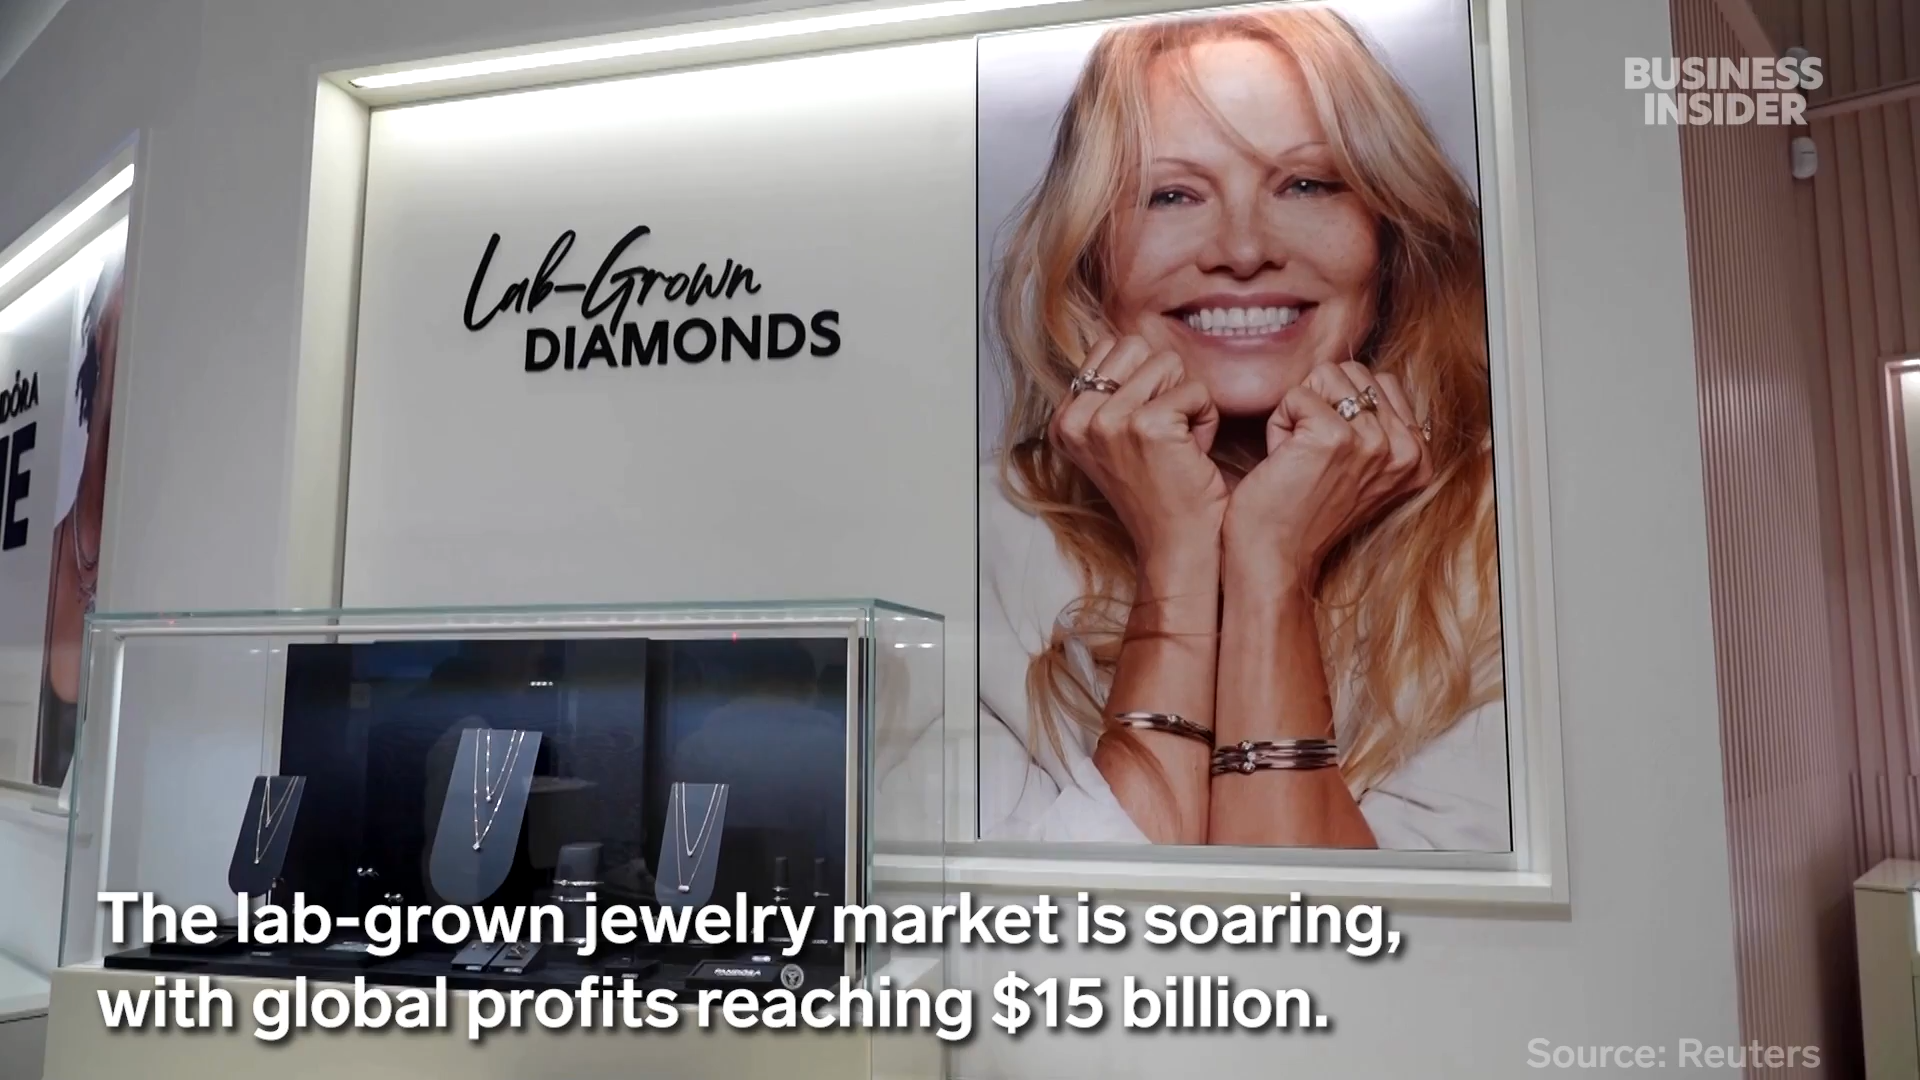 BUSINESS
INSIDER
Lab-Grown
DIAMONDS
PANDORA
The lab-grown jewelry market is soaring,
with global profits reaching $15 billion.
Source: Reuters